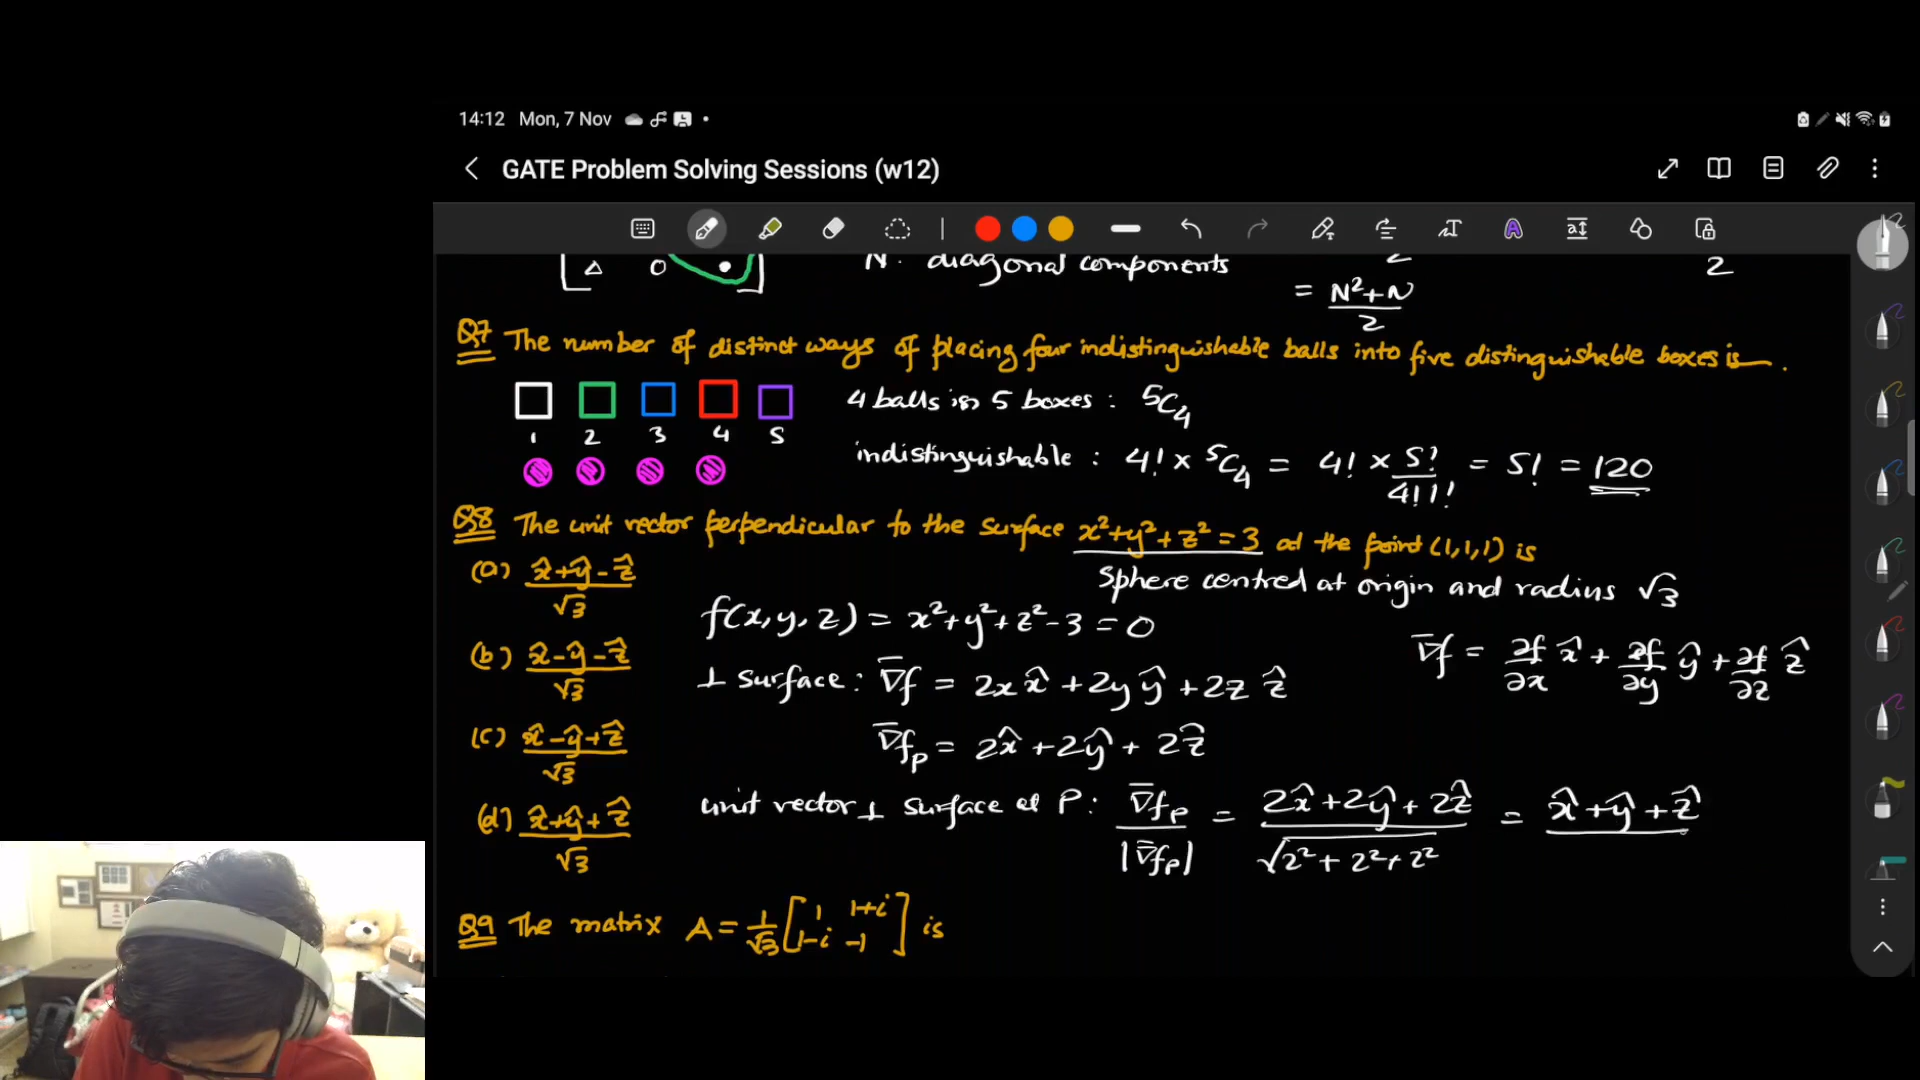 14:12 Mon, 7 Nov
GATE Problem Solving Sessions (w12)
N: diagonal components
2
2
= N²+N / 2
Q7 The number of distinct ways of placing four indistinguishable balls into five distinguishable boxes is __.
4 balls in 5 boxes : ⁵C₄
1 2 3 4 5
indistinguishable : 4! × ⁵C₄ = 4! × 5!/4!1! = 5! = 120
Q8 The unit vector perpendicular to the surface x²+y²+z² = 3 at the point (1,1,1) is
Sphere centred at origin and radius √3
(a) x̂+ŷ-ẑ / √3
f(x,y,z) = x²+y²+z²-3 = 0
(b) x̂-ŷ-ẑ / √3
∇̄f = ∂f/∂x x̂ + ∂f/∂y ŷ + ∂f/∂z ẑ
⊥ surface : ∇̄f = 2x x̂ + 2y ŷ + 2z ẑ
(c) x̂-ŷ+ẑ / √3
∇̄fₚ = 2x̂ + 2ŷ + 2ẑ
(d) x̂+ŷ+ẑ / √3
unit vector ⊥ surface at P : ∇̄fₚ / |∇̄fₚ| = 2x̂+2ŷ+2ẑ / √2²+2²+2² = x̂+ŷ+ẑ
Q9 The matrix A = 1/√3 [1 1+i
1-i -1] is